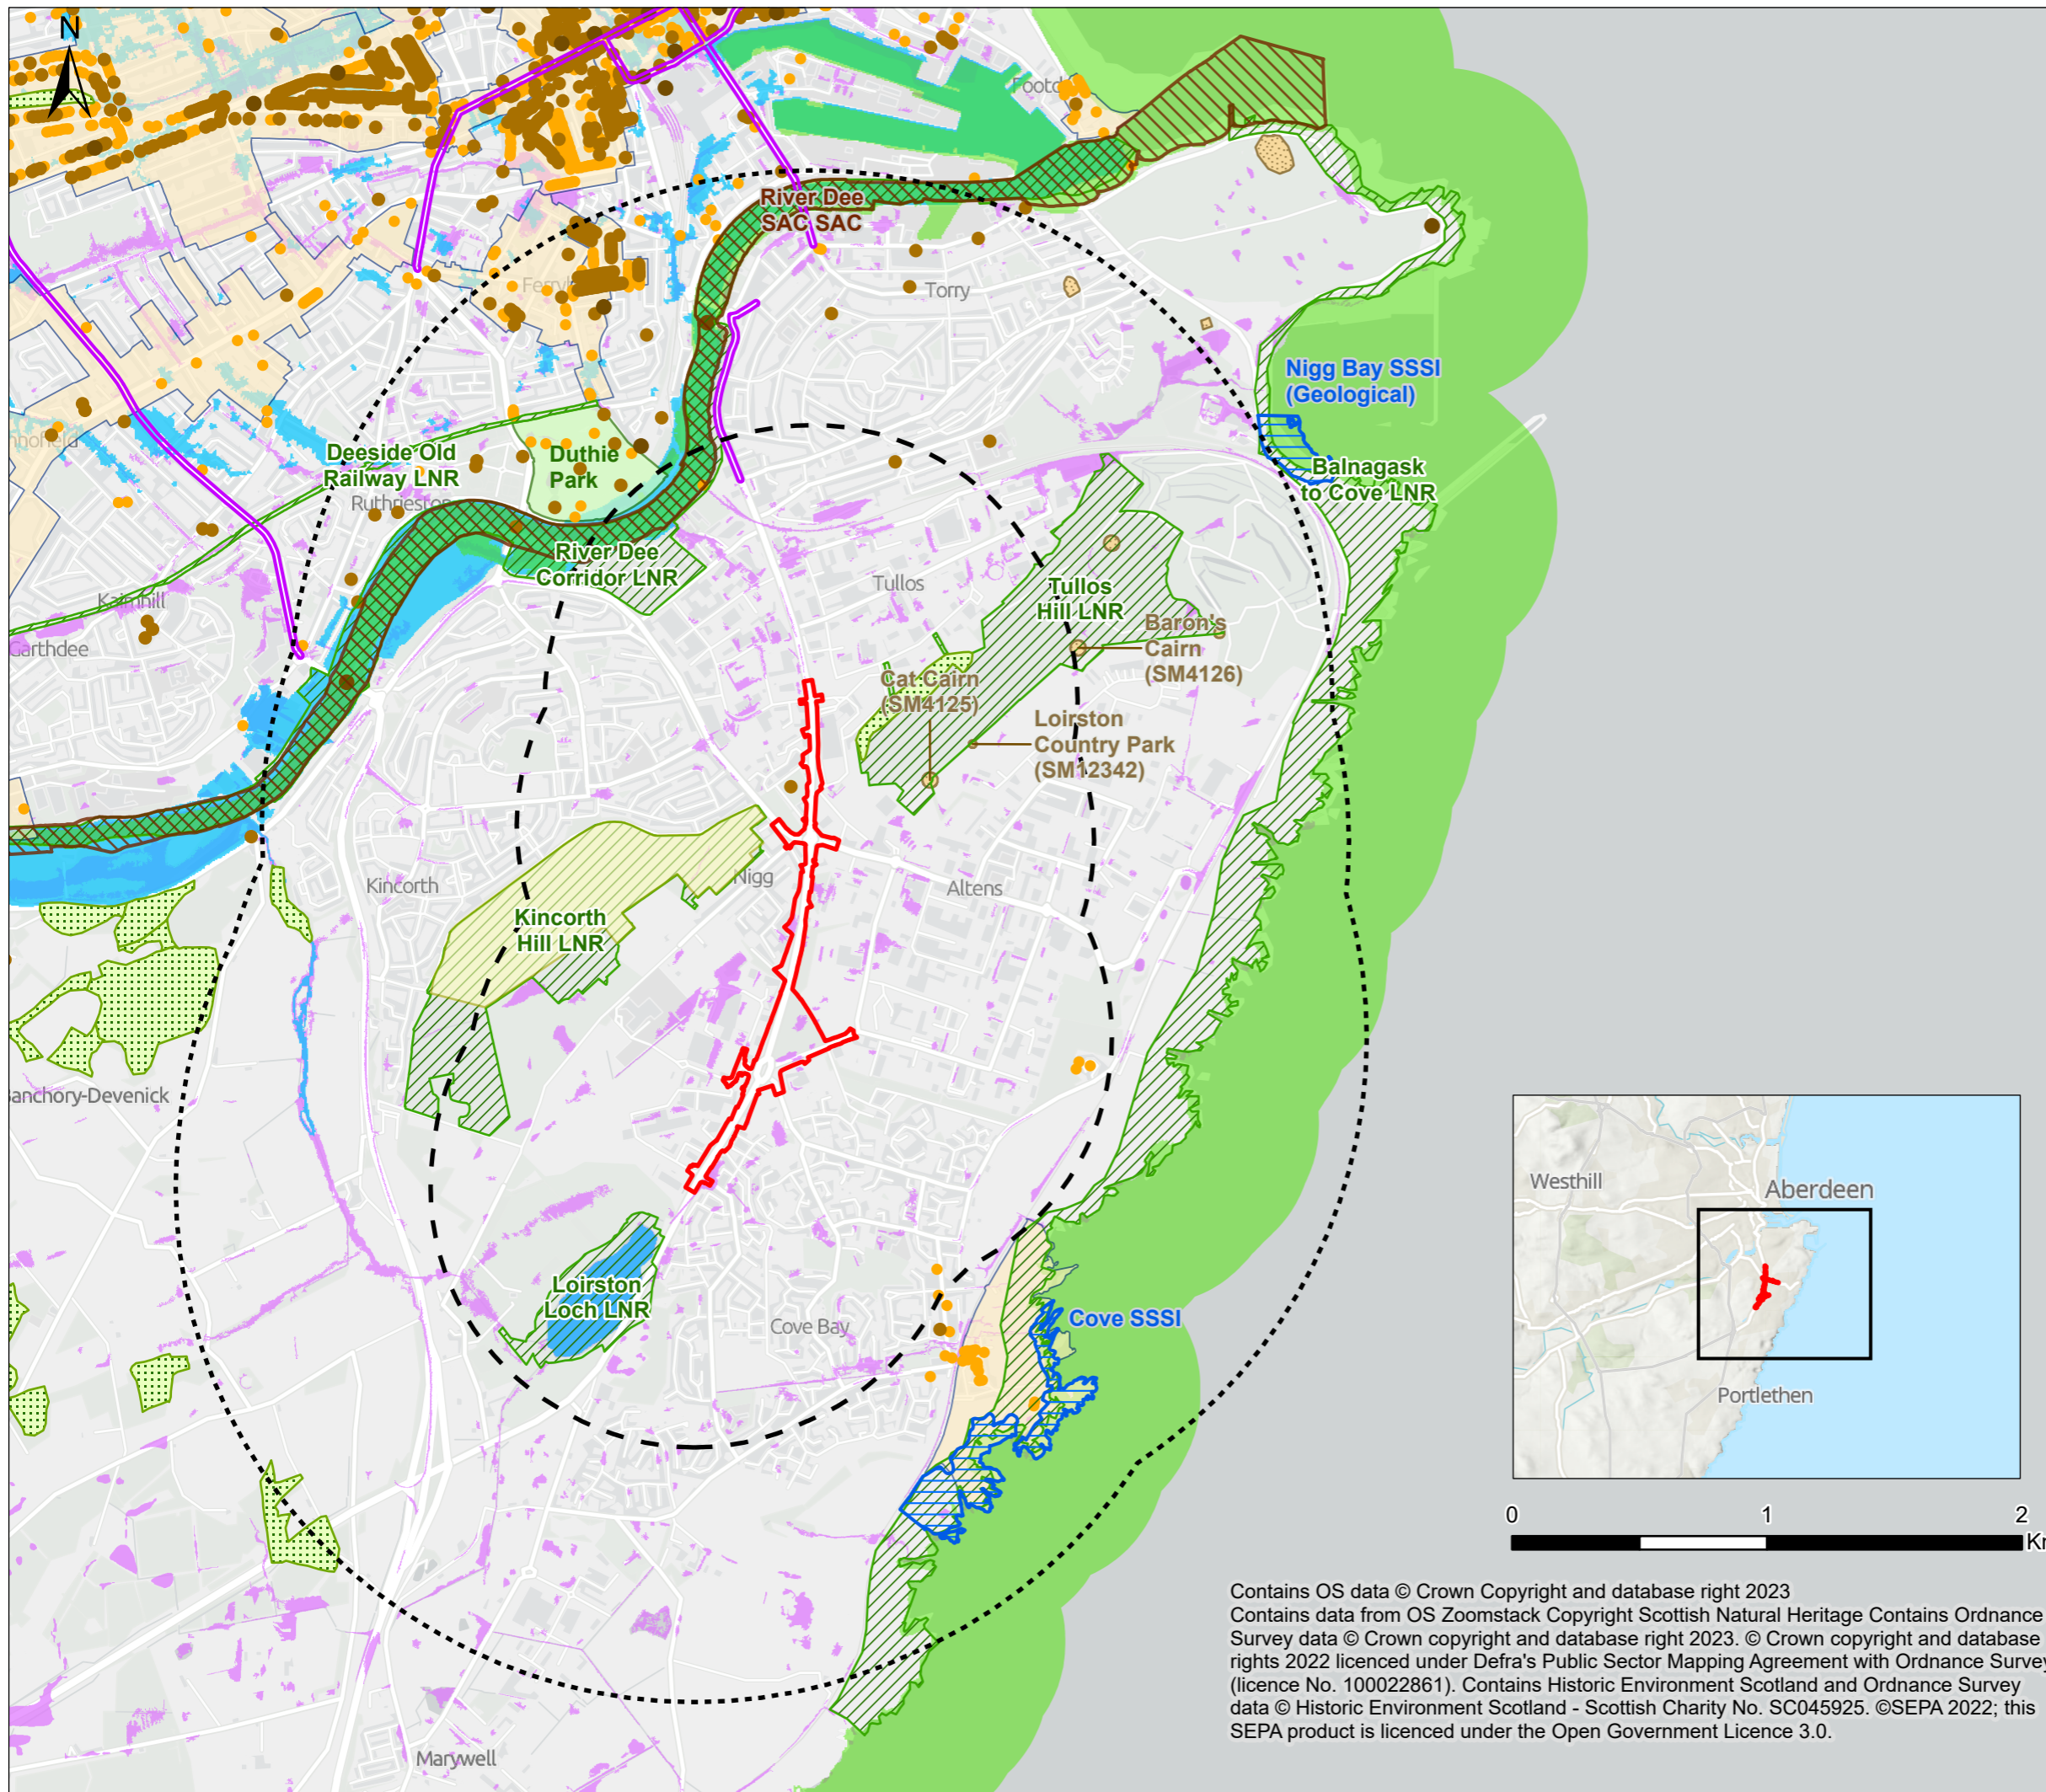 N
Footd
River Dee
SAC SAC
Ferryh
Torry
Nigg Bay SSSI
(Geological)
nnofield
Deeside Old
Railway LNR
Duthie
Park
Balnagask
to Cove LNR
Ruthrieston
River Dee
Corridor LNR
Tullos
Tullos
Hill LNR
Kaimhill
Garthdee
Baron's
Cairn
(SM4126)
Cat Cairn
(SM4125)
Loirston
Country Park
(SM12342)
Kincorth
Nigg
Altens
Kincorth
Hill LNR
Banchory-Devenick
Westhill
Aberdeen
Loirston
Loch LNR
Cove Bay
Cove SSSI
Portlethen
0
1
2
Marywell
Contains OS data © Crown Copyright and database right 2023
Contains data from OS Zoomstack Copyright Scottish Natural Heritage Contains Ordnance
Survey data © Crown copyright and database right 2023. © Crown copyright and database
rights 2022 licenced under Defra's Public Sector Mapping Agreement with Ordnance Survey
(licence No. 100022861). Contains Historic Environment Scotland and Ordnance Survey
data © Historic Environment Scotland - Scottish Charity No. SC045925. ©SEPA 2022; this
SEPA product is licenced under the Open Government Licence 3.0.